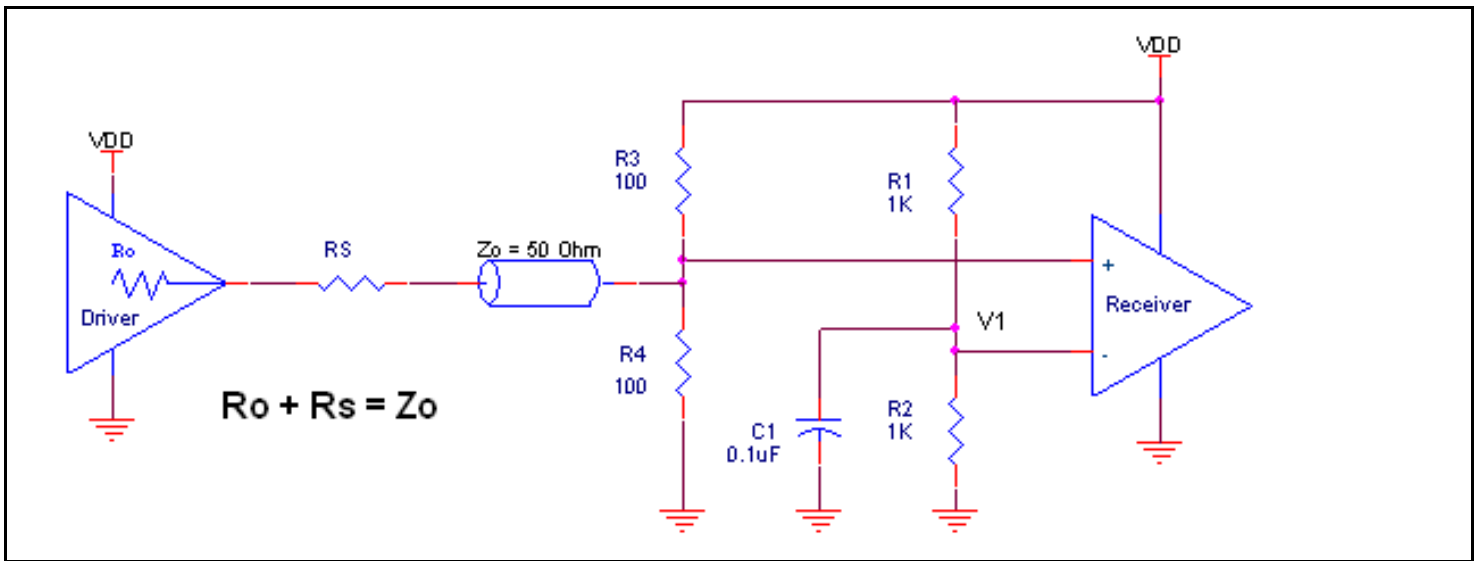 VDD
VDD
R3
100
R1
1K
Ro
RS
Zo = 50 Ohm
+
Driver
Receiver
V1
R4
100
-
Ro + Rs = Zo
C1
0.1uF
R2
1K